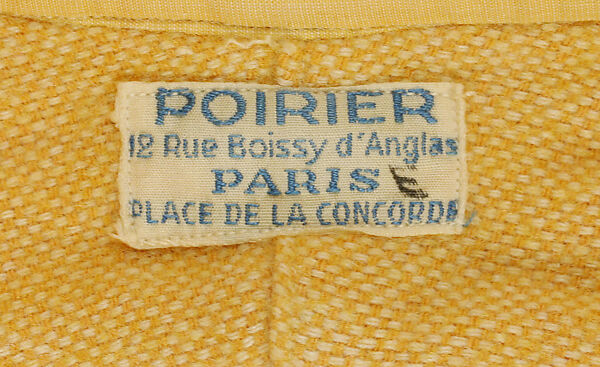 POIRIER
12 Rue Boissy d'Anglas
PARIS E
PLACE DE LA CONCORDE